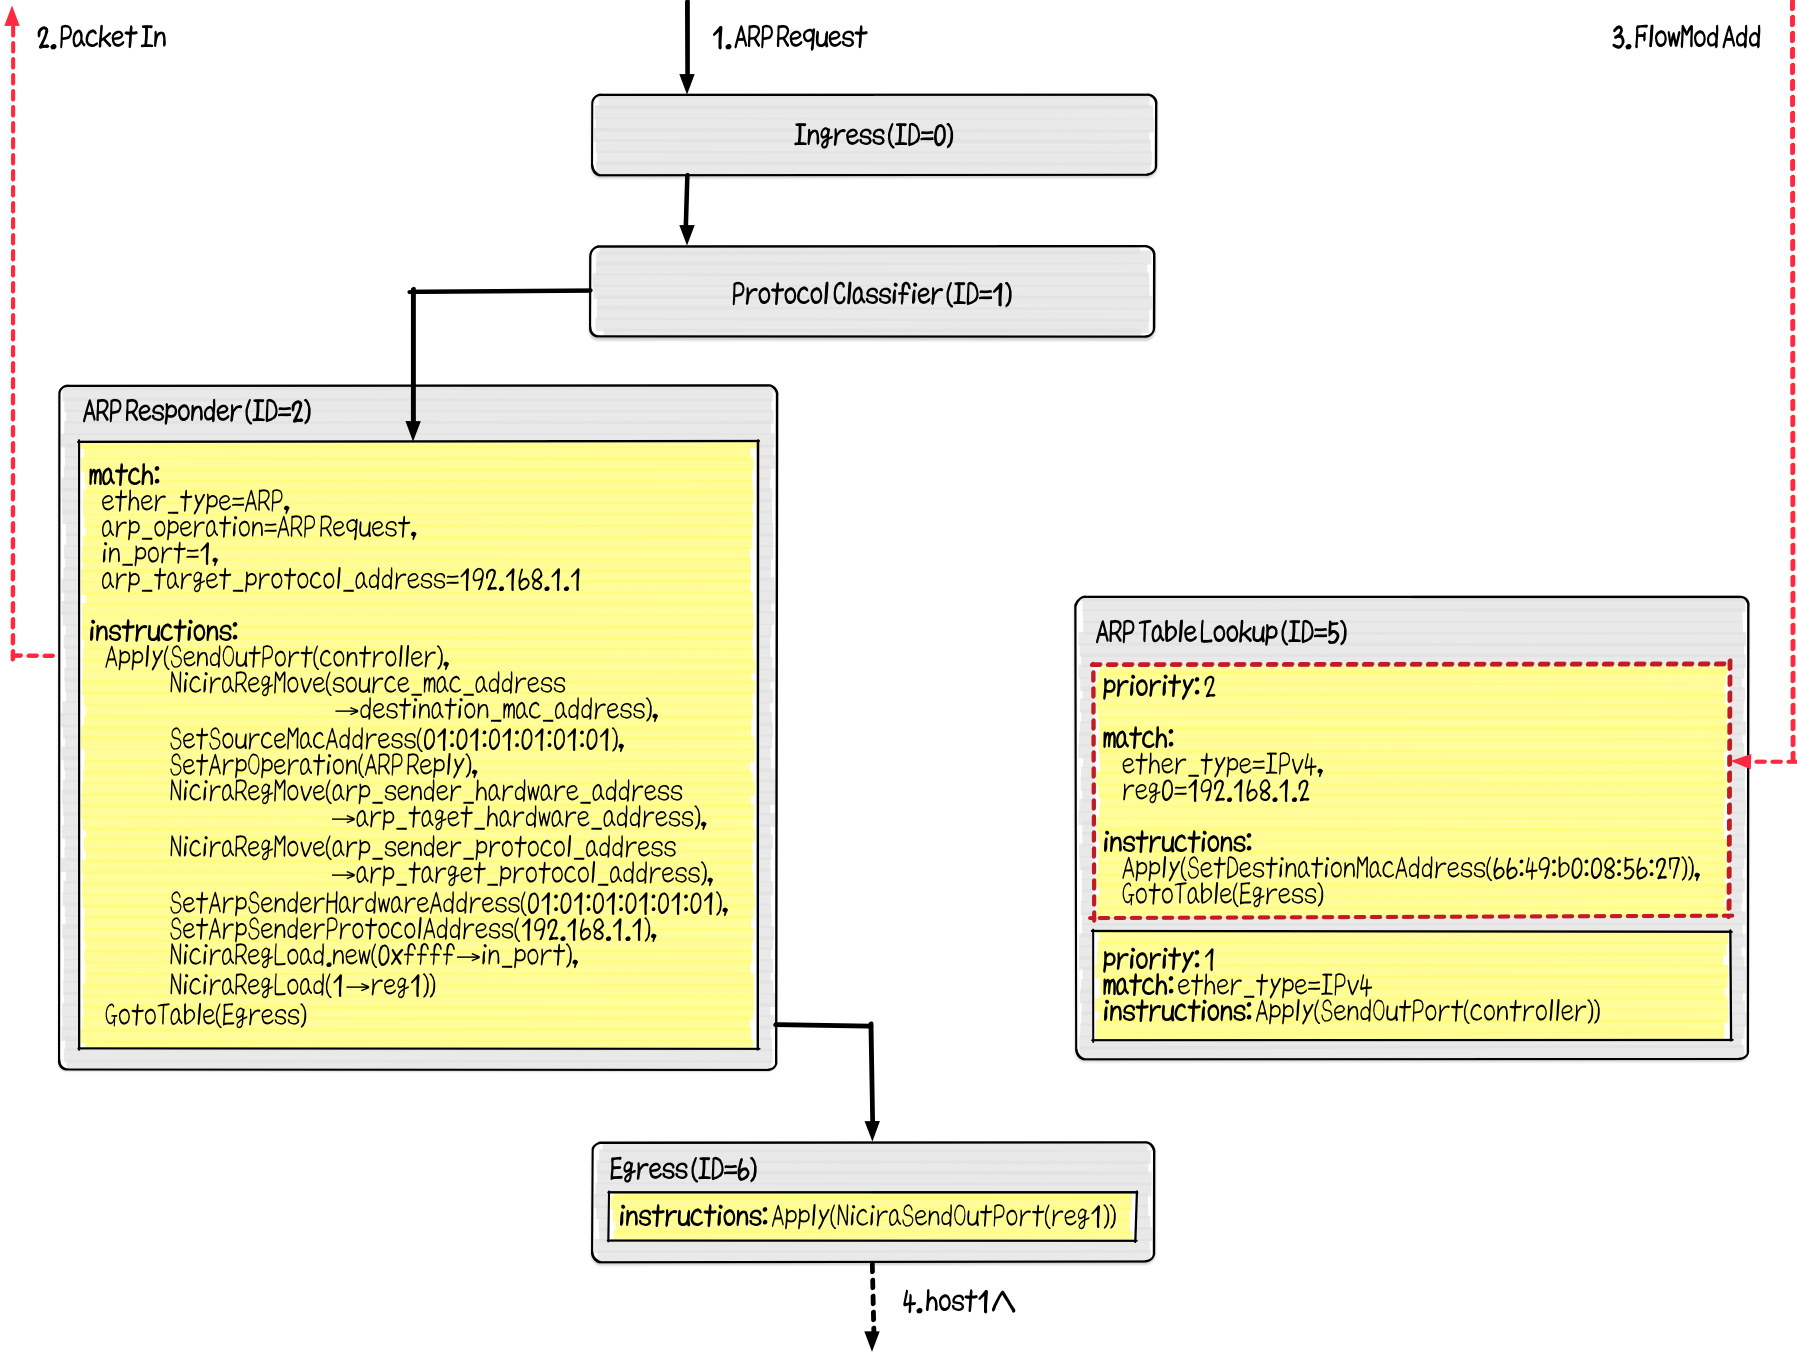 2.PacketIn
1.ARP Request
3.FlowMod Add
Ingress(ID=0)
Protocol Classifier(ID=1)
ARP Responder(ID=2)
match:
ether_type=ARP,
arp_operation=ARP Request,
in_port=1,
arp_target_protocol_address=192.168.1.1
instructions:
Apply(SendOutPort(controller),
NiciraRegMove(source_mac_address
→destination_mac_address),
SetSourceMacAddress(01:01:01:01:01:01),
SetArpOperation(ARP Reply),
NiciraRegMove(arp_sender_hardware_address
→arp_taget_hardware_address),
NiciraRegMove(arp_sender_protocol_address
→arp_target_protocol_address),
SetArpSenderHardwareAddress(01:01:01:01:01:01),
SetArpSenderProtocolAddress(192.168.1.1),
NiciraRegLoad.new(0xffff→in_port),
NiciraRegLoad(1→reg1))
GotoTable(Egress)
ARP Table Lookup(ID=5)
priority: 2
match:
ether_type=IPv4,
reg0=192.168.1.2
instructions:
Apply(SetDestinationMacAddress(66:49:b0:08:56:27)),
GotoTable(Egress)
priority: 1
match: ether_type=IPv4
instructions: Apply(SendOutPort(controller))
Egress(ID=6)
instructions: Apply(NiciraSendOutPort(reg1))
4.host1へ